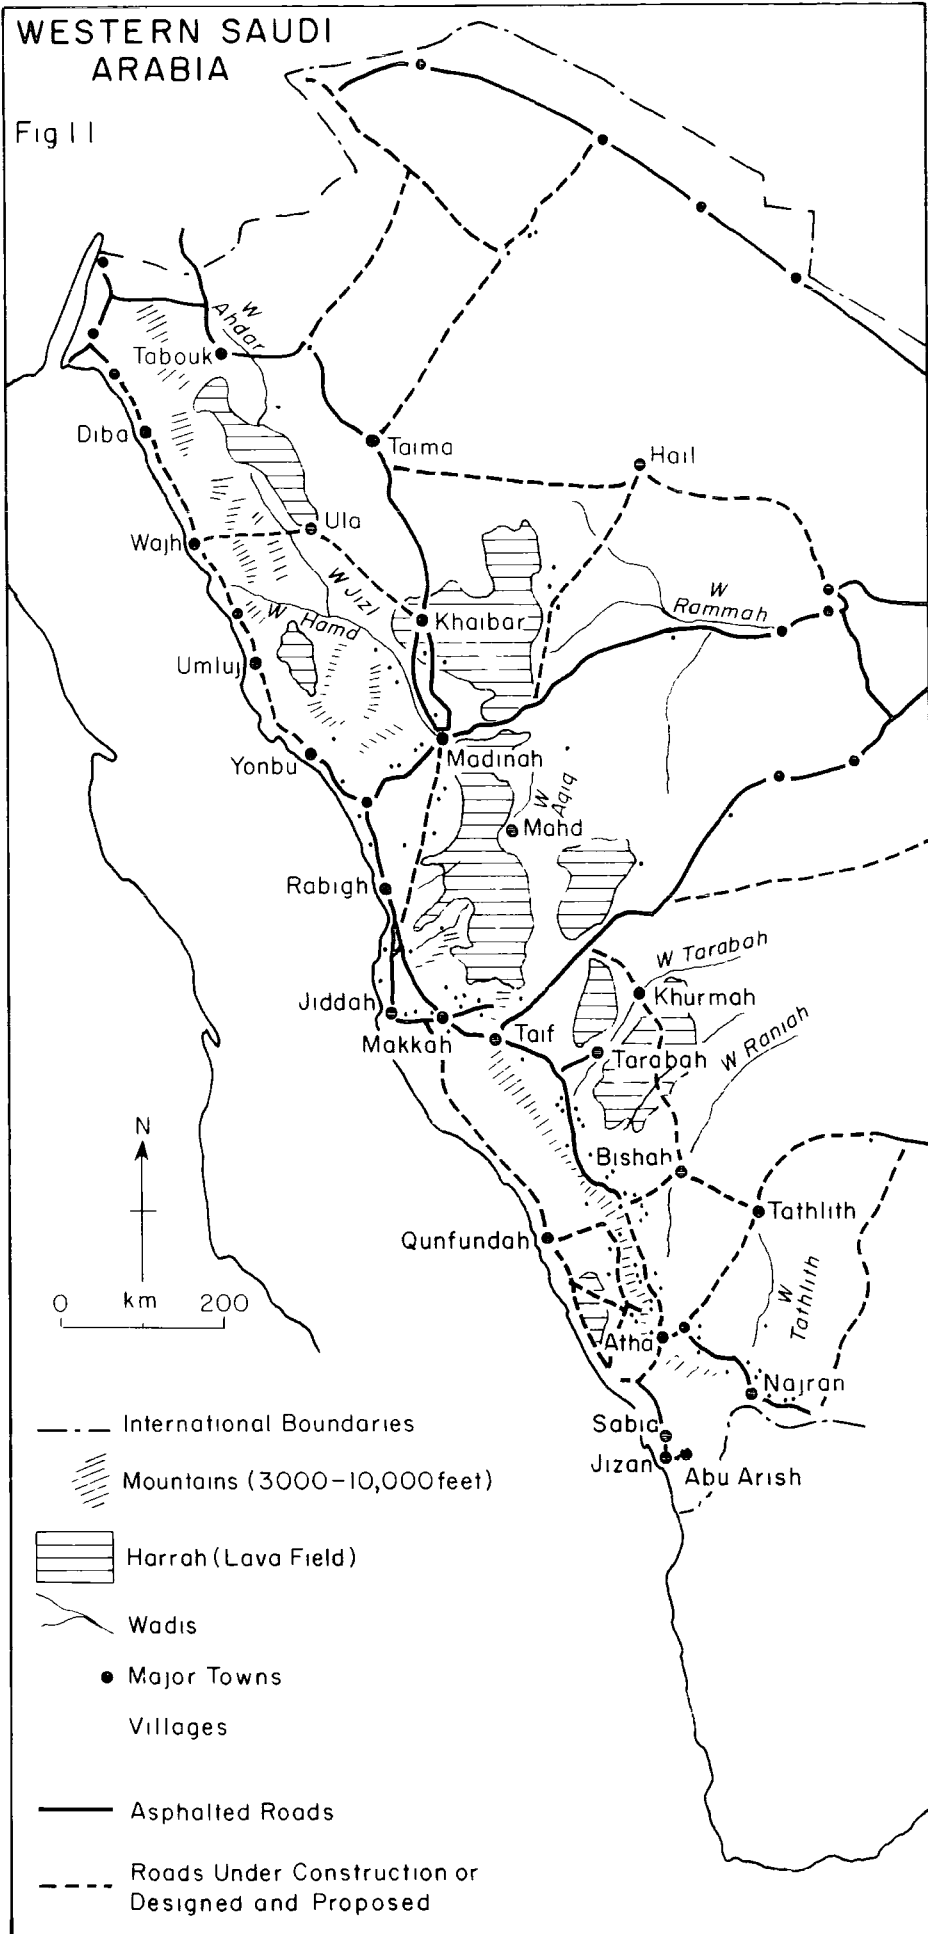 WESTERN SAUDI
ARABIA
Fig 11
W
Ahdar
Tabouk
Diba
Taima
Hail
Ula
Wajh
W Jizl
W
Rammah
W Hamd
Khaibar
Umluj
Yonbu
Madinah
W
Aqiq
Mahd
Rabigh
W Tarabah
Jiddah
Khurmah
Makkah
Taif
W Raniah
Tarabah
N
Bishah
Tathlith
Qunfundah
0 km 200
W
Tathlith
Atha
Najran
International Boundaries
Sabia
Jizan
Abu Arish
Mountains (3000-10,000 feet)
Harrah (Lava Field)
Wadis
Major Towns
Villages
Asphalted Roads
Roads Under Construction or
Designed and Proposed